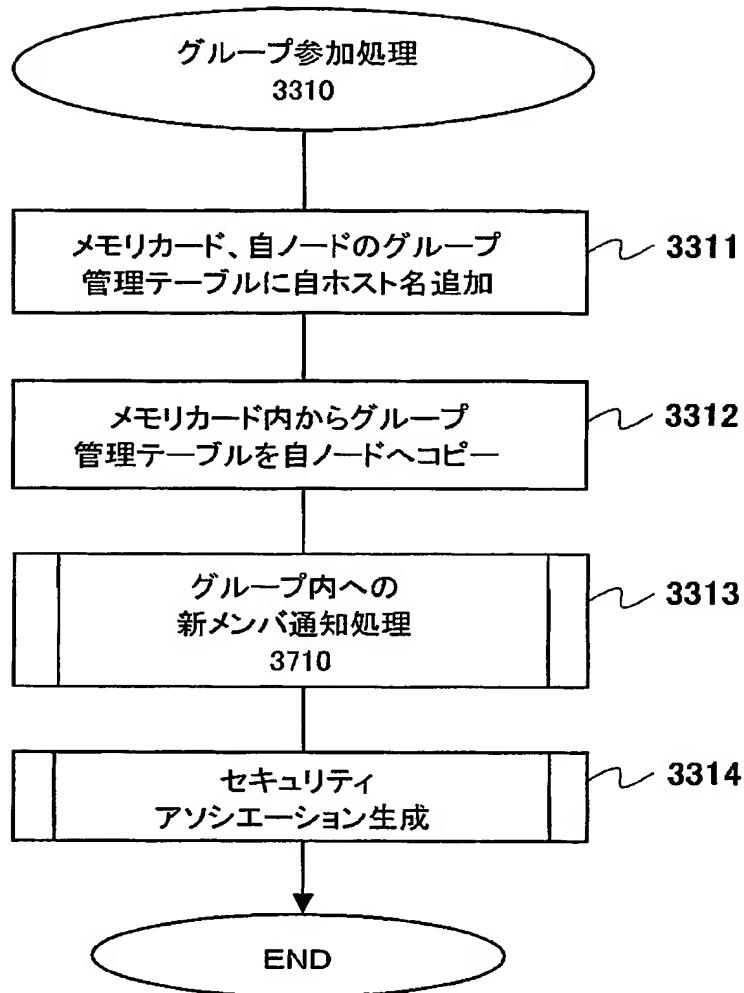 グループ参加処理
3310
メモリカード、自ノードのグループ
管理テーブルに自ホスト名追加
3311
メモリカード内からグループ
管理テーブルを自ノードへコピー
3312
グループ内への
新メンバ通知処理
3710
3313
セキュリティ
アソシエーション生成
3314
END